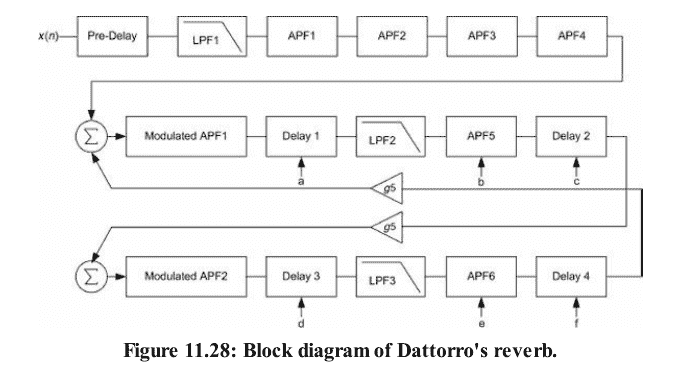 x(n) Pre-Delay LPF1 APF1 APF2 APF3 APF4
Σ Modulated APF1 Delay 1 LPF2 APF5 Delay 2
a b c
g5
g5
Σ Modulated APF2 Delay 3 LPF3 APF6 Delay 4
d e f
Figure 11.28: Block diagram of Dattorro's reverb.